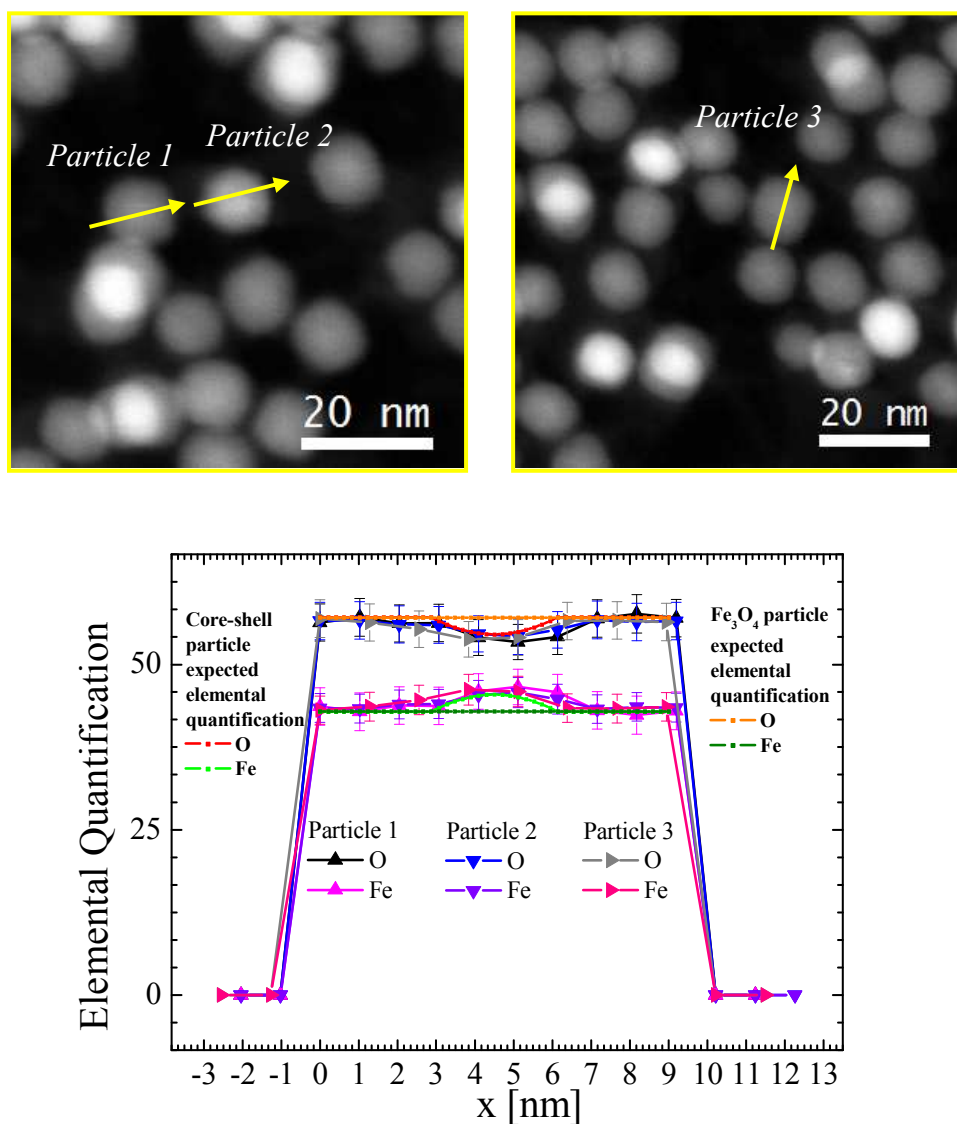 Particle 1
Particle 2
20 nm
Particle 3
20 nm
Elemental Quantification
50
25
0
Core-shell
particle
expected
elemental
quantification
O
Fe
Fe₃O₄ particle
expected
elemental
quantification
O
Fe
Particle 1 Particle 2 Particle 3
O O O
Fe Fe Fe
-3 -2 -1 0 1 2 3 4 5 6 7 8 9 10 11 12 13
x [nm]